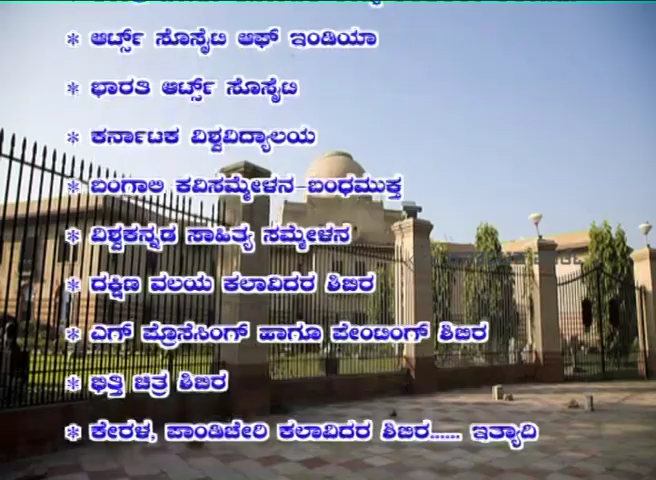 * ಆರ್ಟ್ಸ್ ಸೊಸೈಟಿ ಆಫ್ ಇಂಡಿಯಾ
* ಭಾರತಿ ಆರ್ಟ್ಸ್ ಸೊಸೈಟಿ
* ಕರ್ನಾಟಕ ವಿಶ್ವವಿದ್ಯಾಲಯ
* ಬಂಗಾಲಿ ಕವಿಸಮ್ಮೇಳನ-ಬಂಧಮುಕ್ತ
* ವಿಶ್ವಕನ್ನಡ ಸಾಹಿತ್ಯ ಸಮ್ಮೇಳನ
* ದಕ್ಷಿಣ ವಲಯ ಕಲಾವಿದರ ಶಿಬಿರ
* ಎಗ್ ಪ್ರೊಸೆಸಿಂಗ್ ಹಾಗೂ ಪೇಂಟಿಂಗ್ ಶಿಬಿರ
* ಭಿತ್ತಿ ಚಿತ್ರ ಶಿಬಿರ
* ಕೇರಳ, ಪಾಂಡಿಚೇರಿ ಕಲಾವಿದರ ಶಿಬಿರ...... ಇತ್ಯಾದಿ